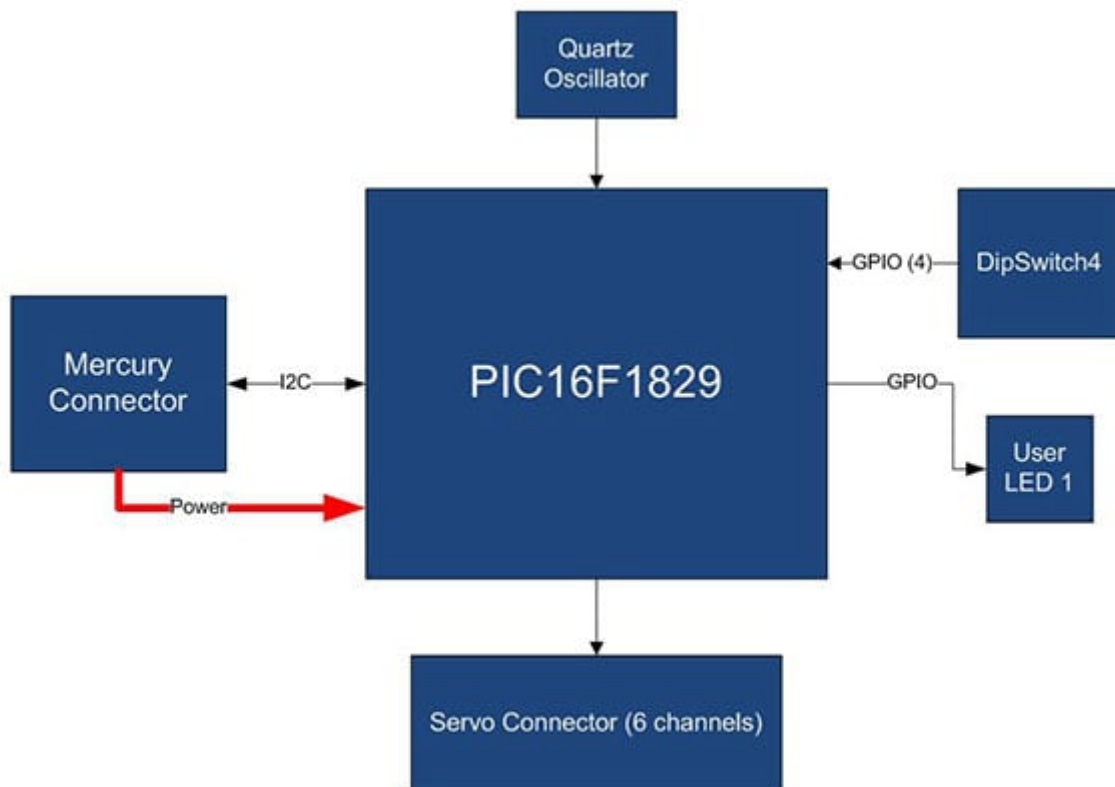 Quartz
Oscillator
GPIO (4)
DipSwitch4
Mercury
Connector
I2C
PIC16F1829
GPIO
User
LED 1
Power
Servo Connector (6 channels)